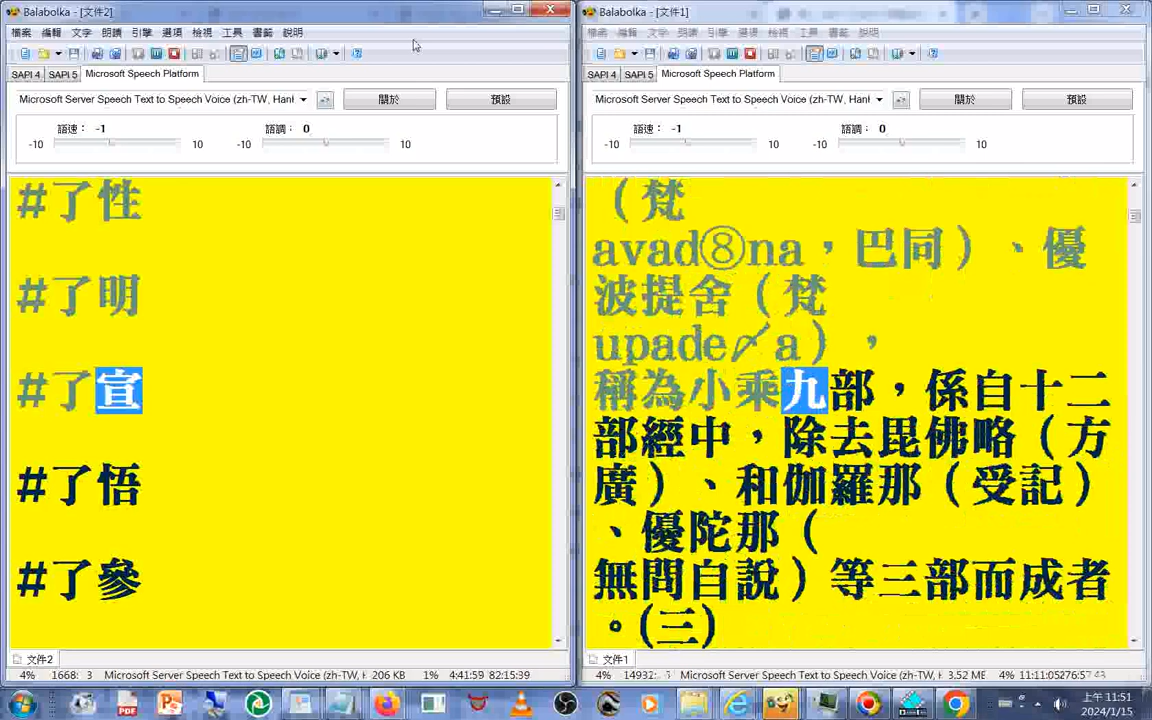 Balabolka - [文件2]
檔案 編輯 文字 朗讀 引擎 選項 檢視 工具 書籤 說明
SAPI 4 SAPI 5 Microsoft Speech Platform
Microsoft Server Speech Text to Speech Voice (zh-TW, Hanl
關於 預設
語速： -1 語調： 0
-10 10 -10 10
#了性
#了明
#了宣
#了悟
#了參
文件2
4% 1668: 3 Microsoft Server Speech Text to Speech Voice (zh-TW, H 206 KB 1% 4:41:59 82:15:39
Balabolka - [文件1]
檔案 編輯 文字 朗讀 引擎 選項 檢視 工具 書籤 說明
SAPI 4 SAPI 5 Microsoft Speech Platform
Microsoft Server Speech Text to Speech Voice (zh-TW, Hanl
關於 預設
語速： -1 語調： 0
-10 10 -10 10
（梵
avad⑧na，巴同）、優
波提舍（梵
upade〆a），
稱為小乘九部，係自十二
部經中，除去毘佛略（方
廣）、和伽羅那（受記）
、優陀那（
無問自說）等三部而成者
。(三)
文件1
4% 14932: Microsoft Server Speech Text to Speech Voice (zh-TW, H 3.52 ME 4%
上午 11:51
2024/1/15